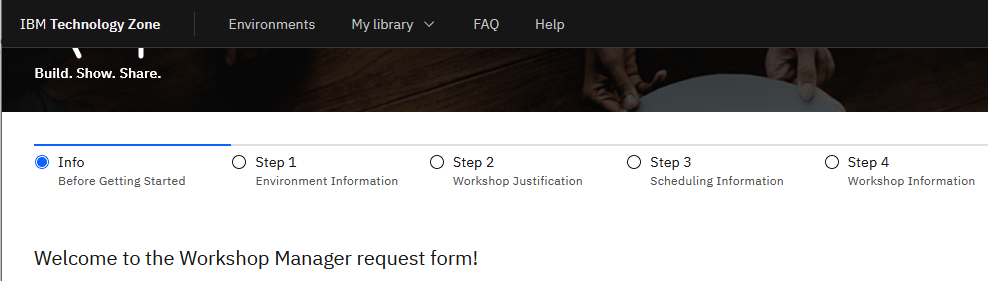 IBM Technology Zone Environments My library FAQ Help
Build. Show. Share.
Info Step 1 Step 2 Step 3 Step 4
Before Getting Started Environment Information Workshop Justification Scheduling Information Workshop Information
Welcome to the Workshop Manager request form!